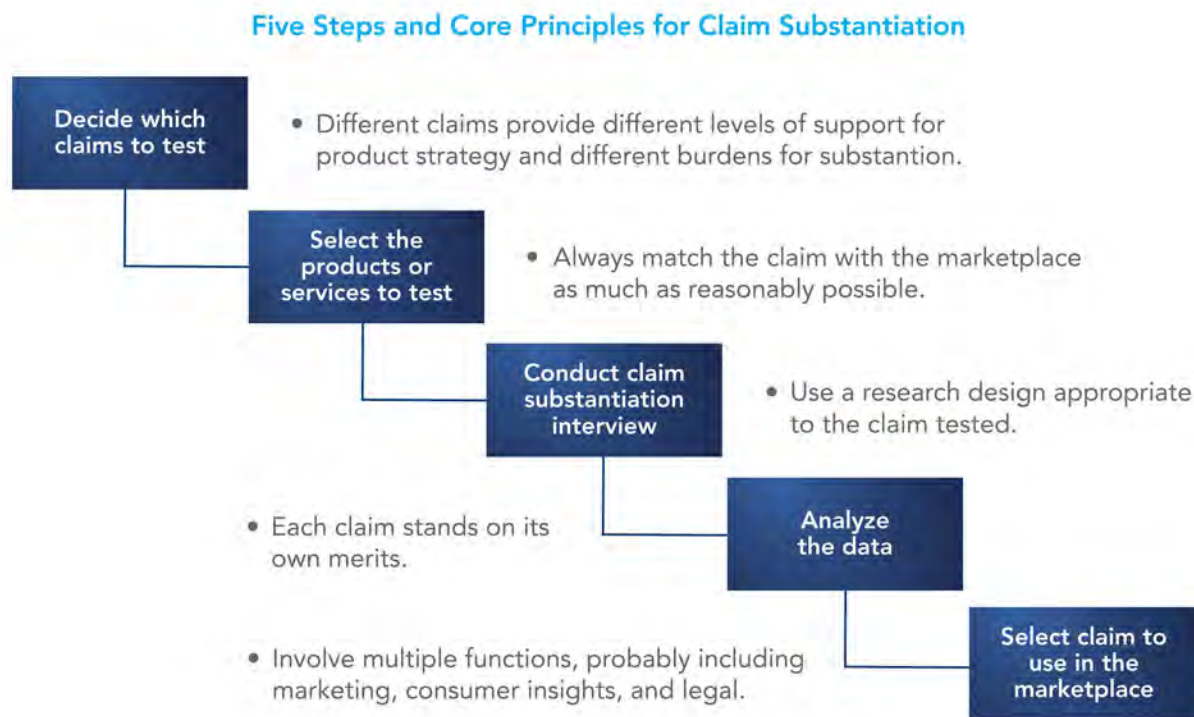 Five Steps and Core Principles for Claim Substantiation
Decide which
claims to test
• Different claims provide different levels of support for
product strategy and different burdens for substantion.
Select the
products or
services to test
• Always match the claim with the marketplace
as much as reasonably possible.
Conduct claim
substantiation
interview
• Use a research design appropriate
to the claim tested.
• Each claim stands on its
own merits.
Analyze
the data
• Involve multiple functions, probably including
marketing, consumer insights, and legal.
Select claim to
use in the
marketplace